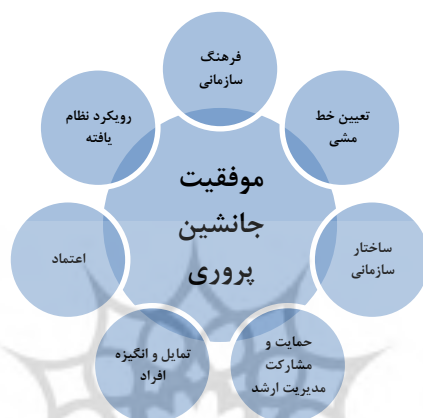 فرهنگ
سازمانی
تعیین خط
مشی
ساختار
سازمانی
حمایت و
مشارکت
مدیریت ارشد
تمایل و انگیزه
افراد
اعتماد
رویکرد نظام
یافته
موفقیت
جانشین
پروری